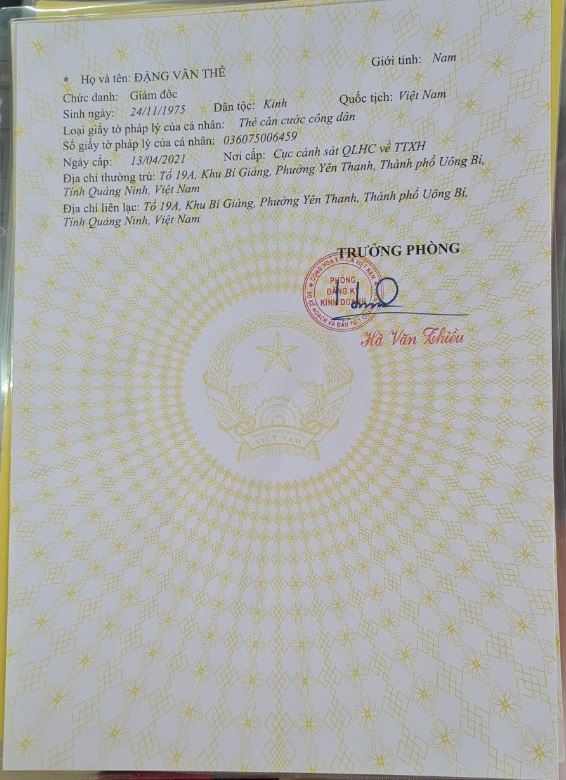 * Họ và tên: ĐẶNG VĂN THẾ Giới tính: Nam
Chức danh: Giám đốc
Sinh ngày: 24/11/1975 Dân tộc: Kinh Quốc tịch: Việt Nam
Loại giấy tờ pháp lý của cá nhân: Thẻ căn cước công dân
Số giấy tờ pháp lý của cá nhân: 036075006459
Ngày cấp: 13/04/2021 Nơi cấp: Cục cảnh sát QLHC về TTXH
Địa chỉ thường trú: Tổ 19A, Khu Bí Giàng, Phường Yên Thanh, Thành phố Uông Bí,
Tỉnh Quảng Ninh, Việt Nam
Địa chỉ liên lạc: Tổ 19A, Khu Bí Giàng, Phường Yên Thanh, Thành phố Uông Bí,
Tỉnh Quảng Ninh, Việt Nam
TRƯỞNG PHÒNG
PHÒNG
ĐĂNG KÝ
KINH DOANH
Hà Văn Thiều
VIỆT NAM